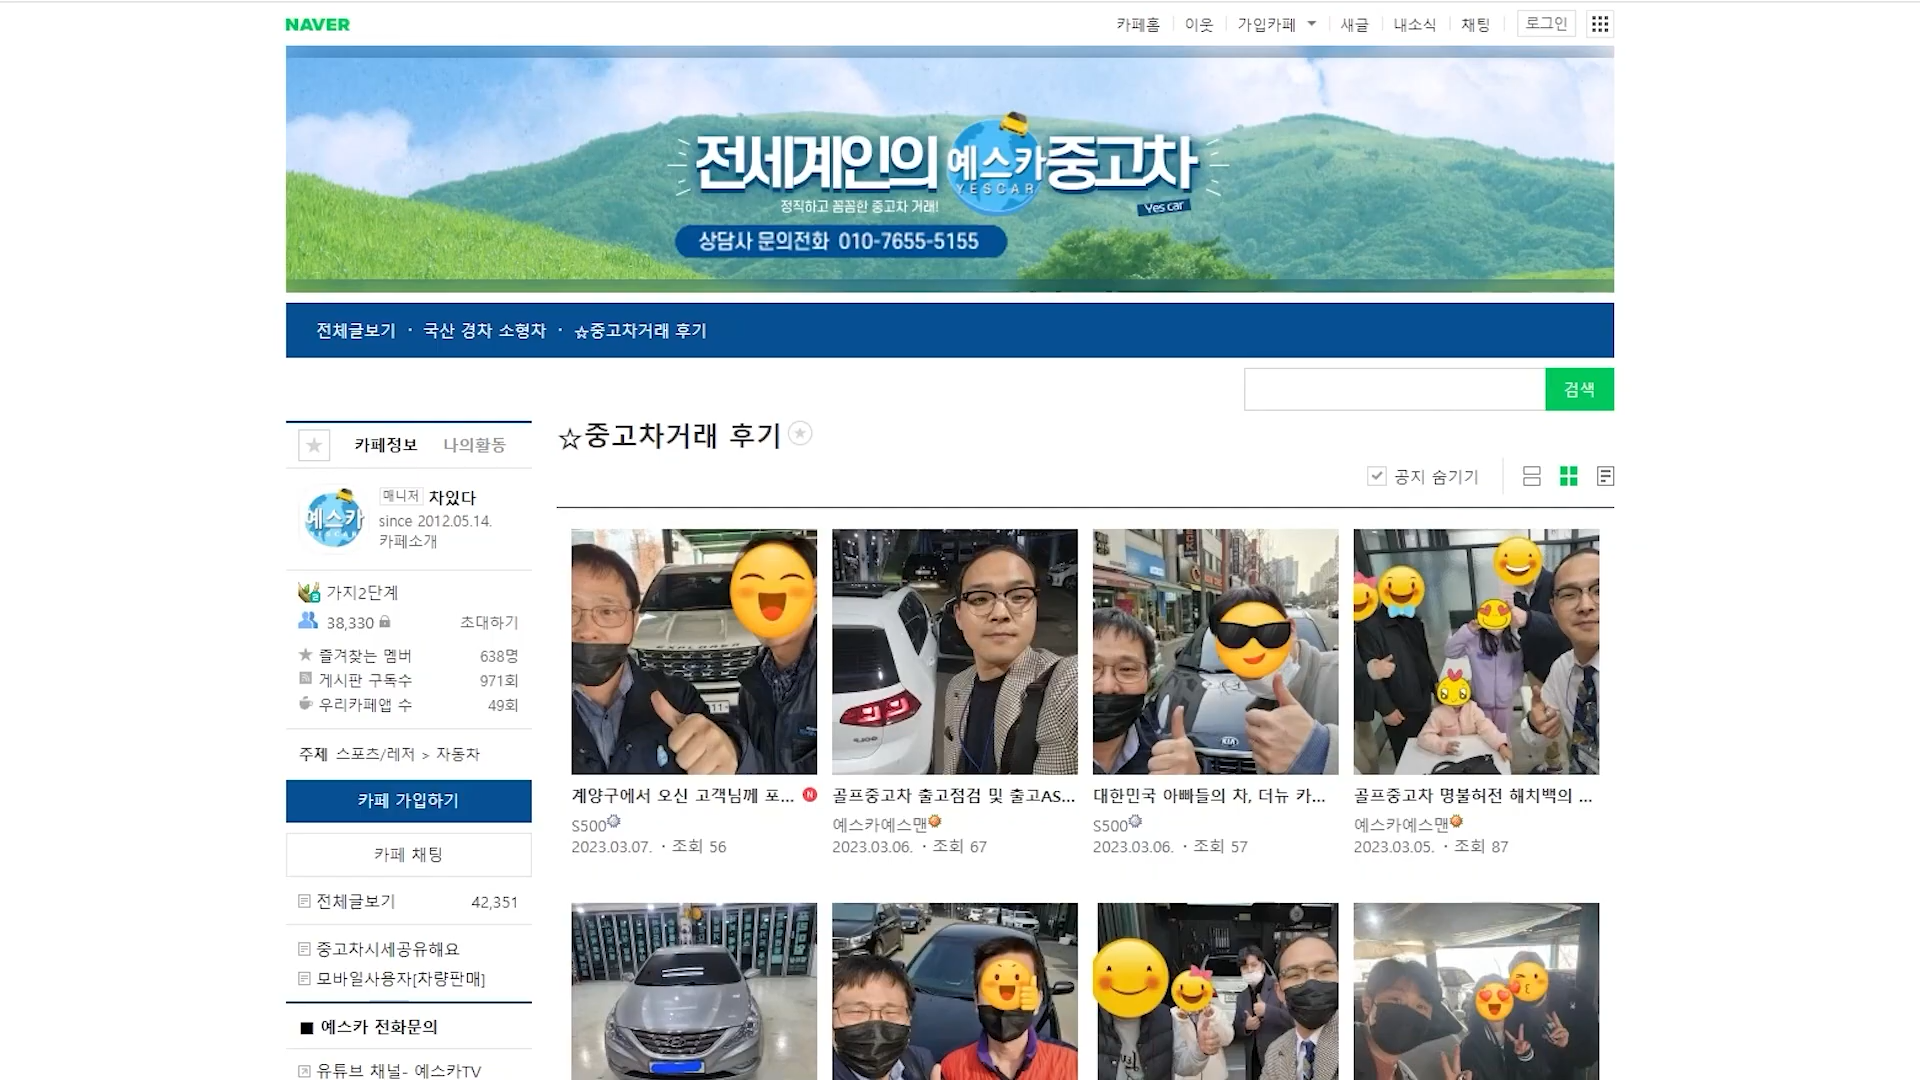 NAVER
카페홈 이웃 가입카페 새글 내소식 채팅 로그인
전세계인의 예스카 중고차
YESCAR
정직하고 꼼꼼한 중고차 거래!
Yes car
상담사 문의전화 010-7655-5155
전체글보기 · 국산 경차 소형차 · ☆중고차거래 후기
검색
카페정보 나의활동
☆중고차거래 후기
공지 숨기기
예스카
YESCAR
매니저 차있다
since 2012.05.14.
카페소개
가지2단계
38,330 초대하기
즐겨찾는 멤버 638명
게시판 구독수 971회
우리카페앱 수 49회
주제 스포츠/레저 > 자동차
카페 가입하기
카페 채팅
전체글보기 42,351
중고차시세공유해요
모바일사용자[차량판매]
■ 예스카 전화문의
유튜브 채널- 예스카TV
EXPLORER
KIA
계양구에서 오신 고객님께 포... N
S500
2023.03.07. · 조회 56
골프중고차 출고점검 및 출고AS...
예스카예스맨
2023.03.06. · 조회 67
대한민국 아빠들의 차, 더뉴 카...
S500
2023.03.06. · 조회 57
골프중고차 명불허전 해치백의 ...
예스카예스맨
2023.03.05. · 조회 87